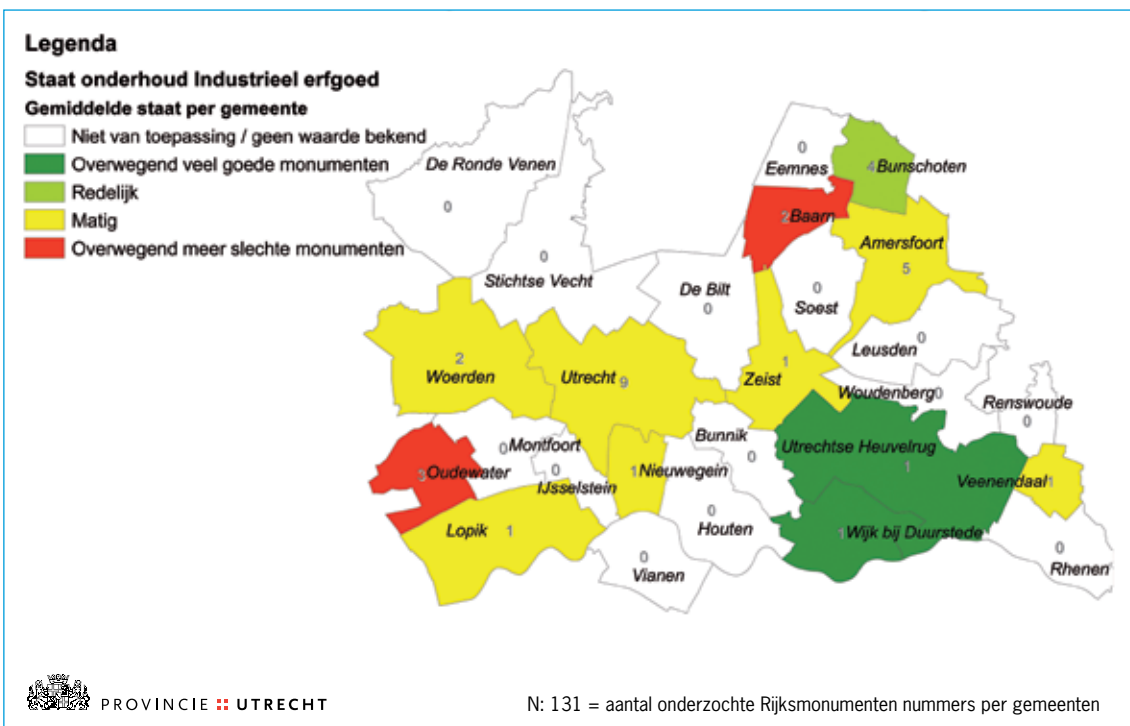 Legenda
Staat onderhoud Industrieel erfgoed
Gemiddelde staat per gemeente
Niet van toepassing / geen waarde bekend
Overwegend veel goede monumenten
Redelijk
Matig
Overwegend meer slechte monumenten
De Ronde Venen
0
0
Eemnes
4 Bunschoten
2 Baarn
Amersfoort
5
0
Stichtse Vecht
De Bilt
0
0
Soest
0
Leusden
2
Woerden
Utrecht 9
1
Zeist
Woudenberg 0
Renswoude
0
0 Montfoort
Bunnik
0
Utrechtse Heuvelrug
1
3 Oudewater
0
IJsselstein
1 Nieuwegein
Veenendaal 1
Lopik 1
0
Houten
1 Wijk bij Duurstede
0
Vianen
0
Rhenen
PROVINCIE UTRECHT
N: 131 = aantal onderzochte Rijksmonumenten nummers per gemeenten